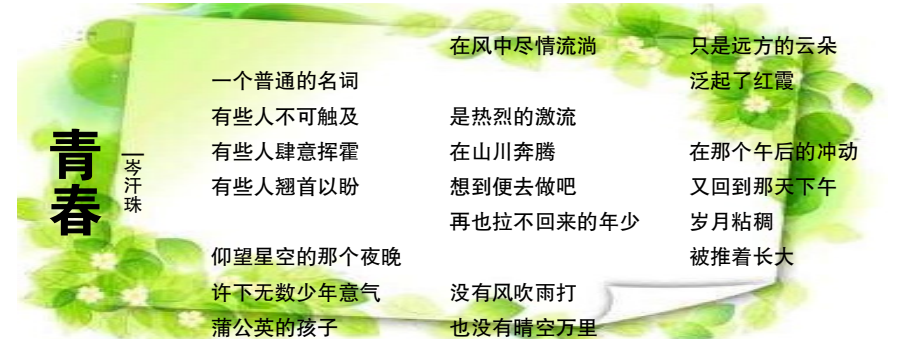 青春
岑汗珠
一个普通的名词
有些人不可触及
有些人肆意挥霍
有些人翘首以盼
仰望星空的那个夜晚
许下无数少年意气
蒲公英的孩子
在风中尽情流淌
是热烈的激流
在山川奔腾
想到便去做吧
再也拉不回来的年少
没有风吹雨打
也没有晴空万里
只是远方的云朵
泛起了红霞
在那个午后的冲动
又回到那天下午
岁月粘稠
被推着长大